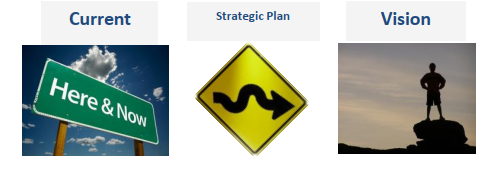 Current
Strategic Plan
Vision
Here & Now